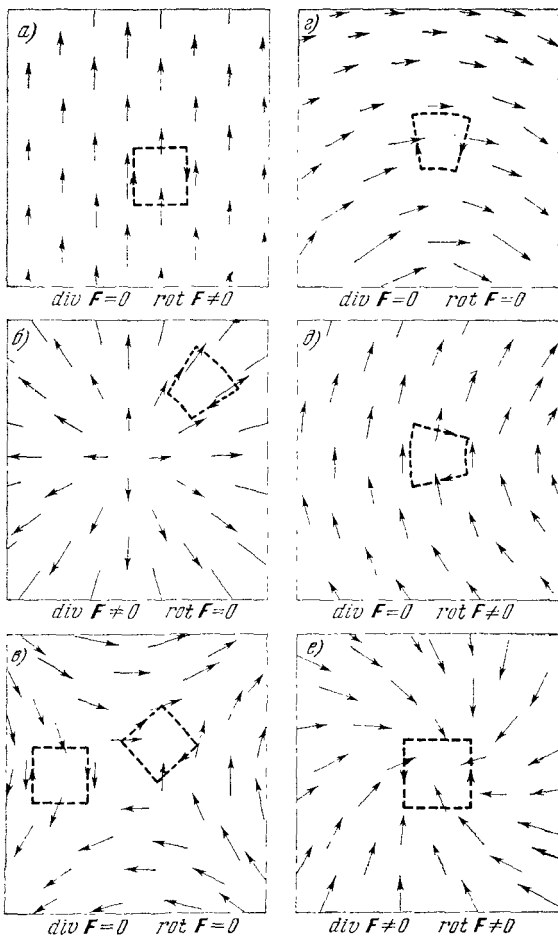 а)
div F=0 rot F≠0
г)
div F=0 rot F=0
б)
div F≠0 rot F=0
д)
div F=0 rot F≠0
в)
div F=0 rot F=0
е)
div F≠0 rot F≠0